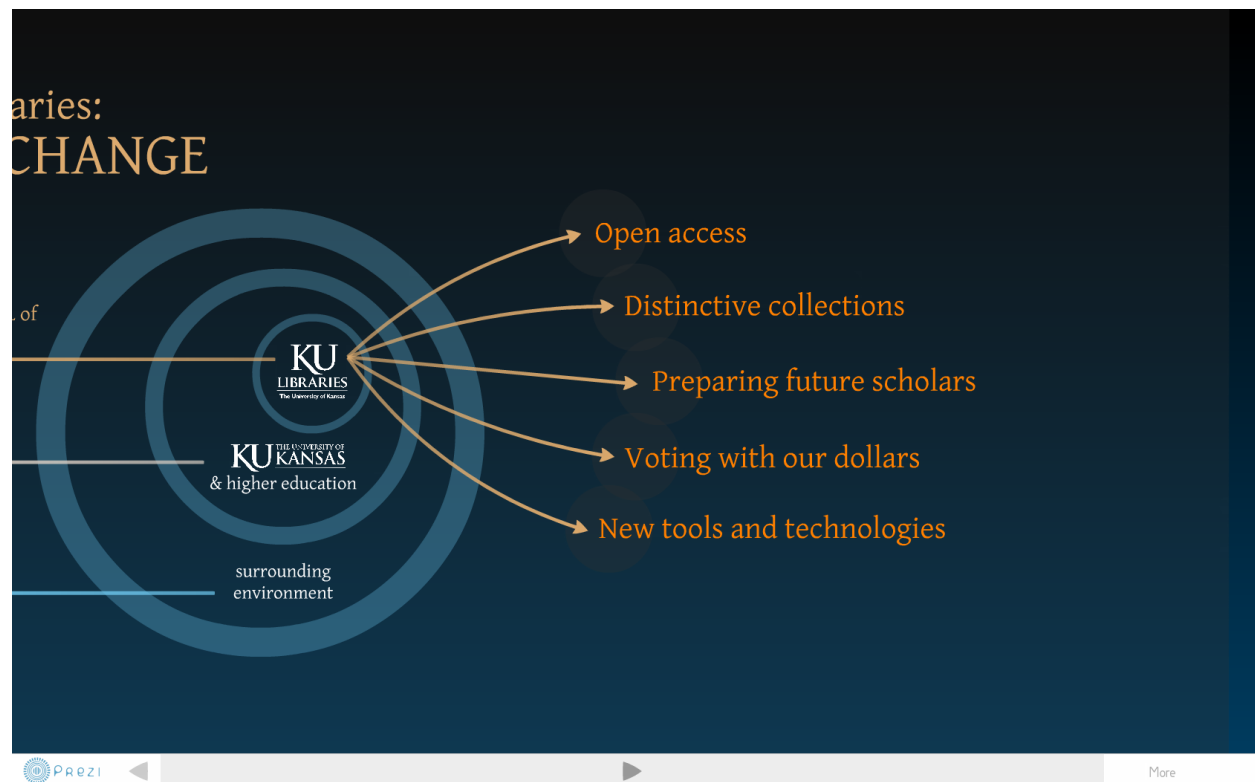 aries:
CHANGE
. of
KU
LIBRARIES
The University of Kansas
KU THE UNIVERSITY OF
KANSAS
& higher education
surrounding
environment
Open access
Distinctive collections
Preparing future scholars
Voting with our dollars
New tools and technologies
Prezi
More